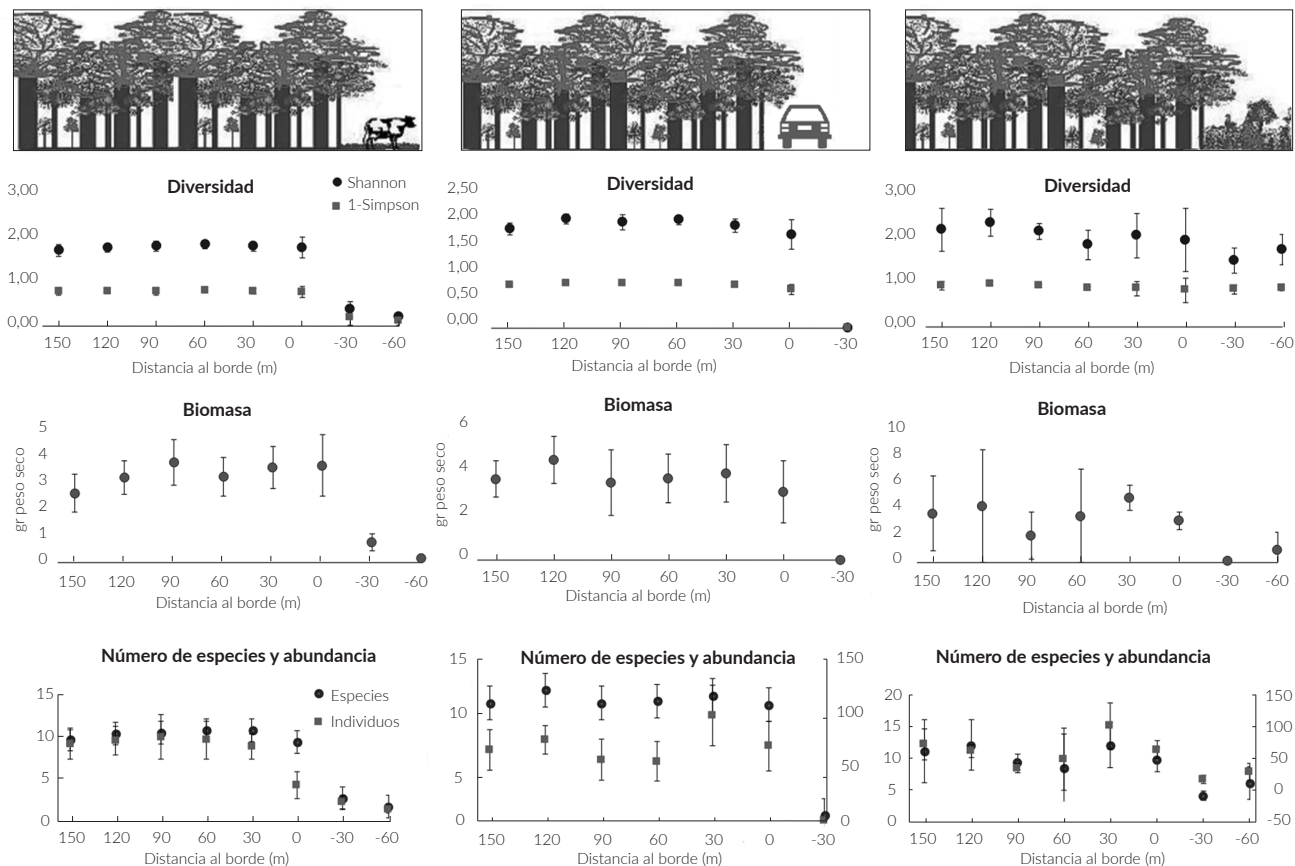 Diversidad
Shannon
1-Simpson
3,00
2,00
1,00
0,00
150 120 90 60 30 0 -30 -60
Distancia al borde (m)
Diversidad
2,50
2,00
1,50
1,00
0,50
0,00
150 120 90 60 30 0 -30
Distancia al borde (m)
Diversidad
3,00
2,00
1,00
0,00
150 120 90 60 30 0 -30 -60
Distancia al borde (m)
Biomasa
gr peso seco
5
4
3
2
1
0
150 120 90 60 30 0 -30 -60
Distancia al borde (m)
Biomasa
gr peso seco
6
4
2
0
150 120 90 60 30 0 -30
Distancia al borde (m)
Biomasa
gr peso seco
10
8
6
4
2
0
150 120 90 60 30 0 -30 -60
Distancia al borde (m)
Número de especies y abundancia
Especies
Individuos
15
10
5
0
150 120 90 60 30 0 -30 -60
Distancia al borde (m)
Número de especies y abundancia
15 150
10 100
5 50
0 0
150 120 90 60 30 0 -30
Distancia al borde (m)
Número de especies y abundancia
20 150
15 100
10 50
5 0
0 -50
150 120 90 60 30 0 -30 -60
Distancia al borde (m)